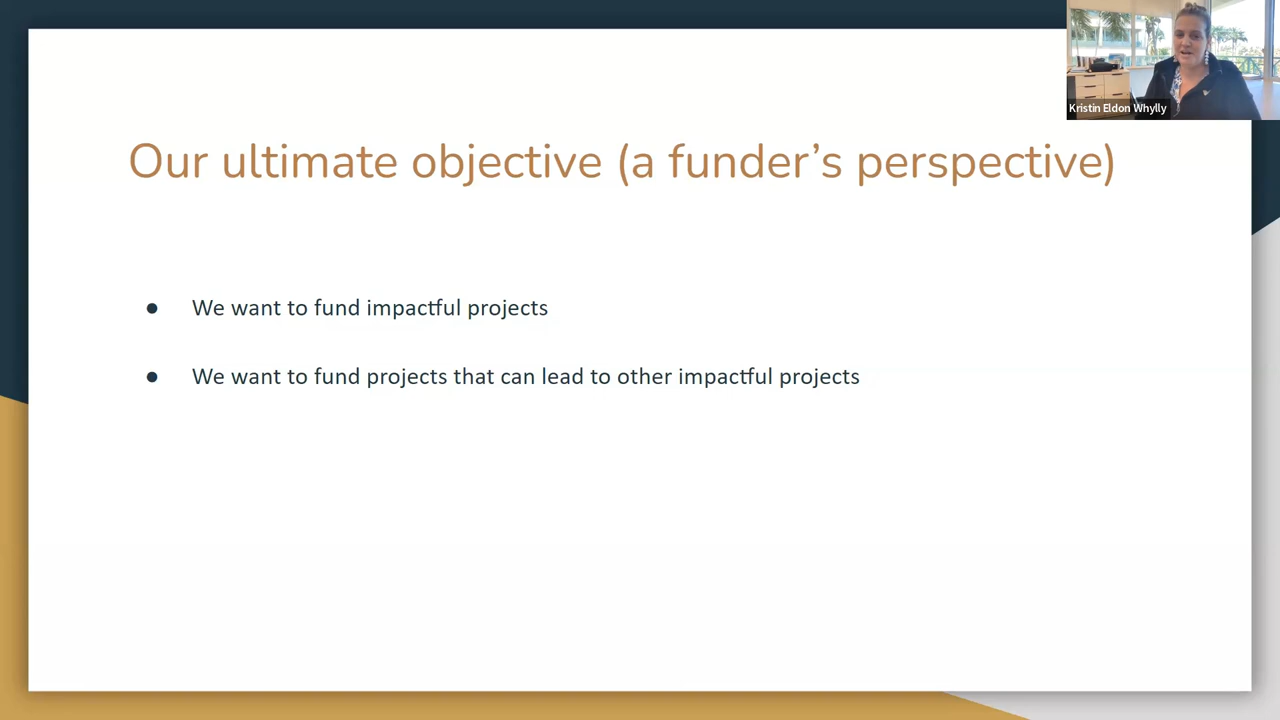 Kristin Eldon Whylly
Our ultimate objective (a funder’s perspective)
● We want to fund impactful projects
● We want to fund projects that can lead to other impactful projects